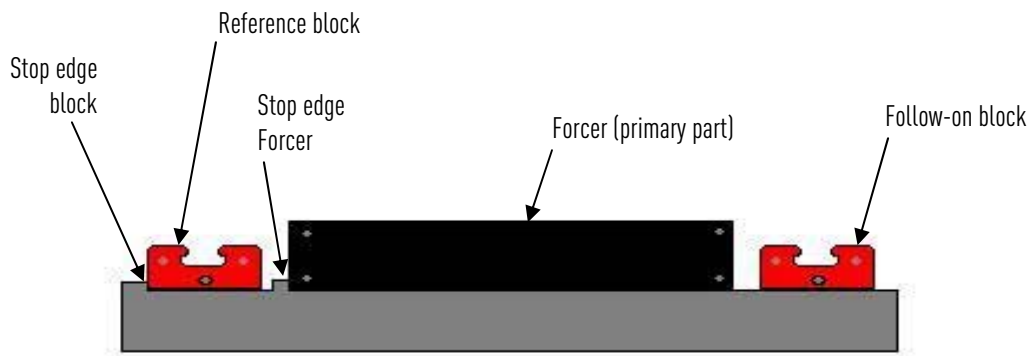 Reference block
Stop edge
block
Stop edge
Forcer
Forcer (primary part)
Follow-on block